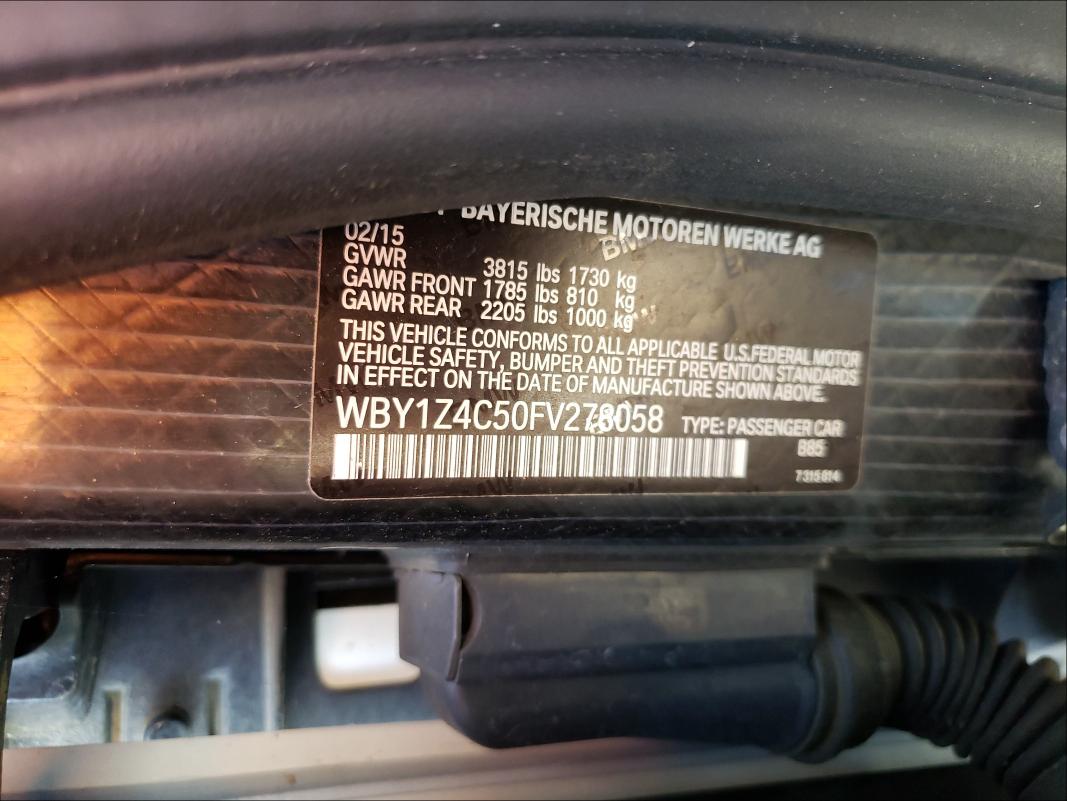 BAYERISCHE MOTOREN WERKE AG
02/15
GVWR 3815 lbs 1730 kg
GAWR FRONT 1785 lbs 810 kg
GAWR REAR 2205 lbs 1000 kg
THIS VEHICLE CONFORMS TO ALL APPLICABLE U.S.FEDERAL MOTOR
VEHICLE SAFETY, BUMPER AND THEFT PREVENTION STANDARDS
IN EFFECT ON THE DATE OF MANUFACTURE SHOWN ABOVE.
WBY1Z4C50FV278058 TYPE: PASSENGER CAR
B85
7315814